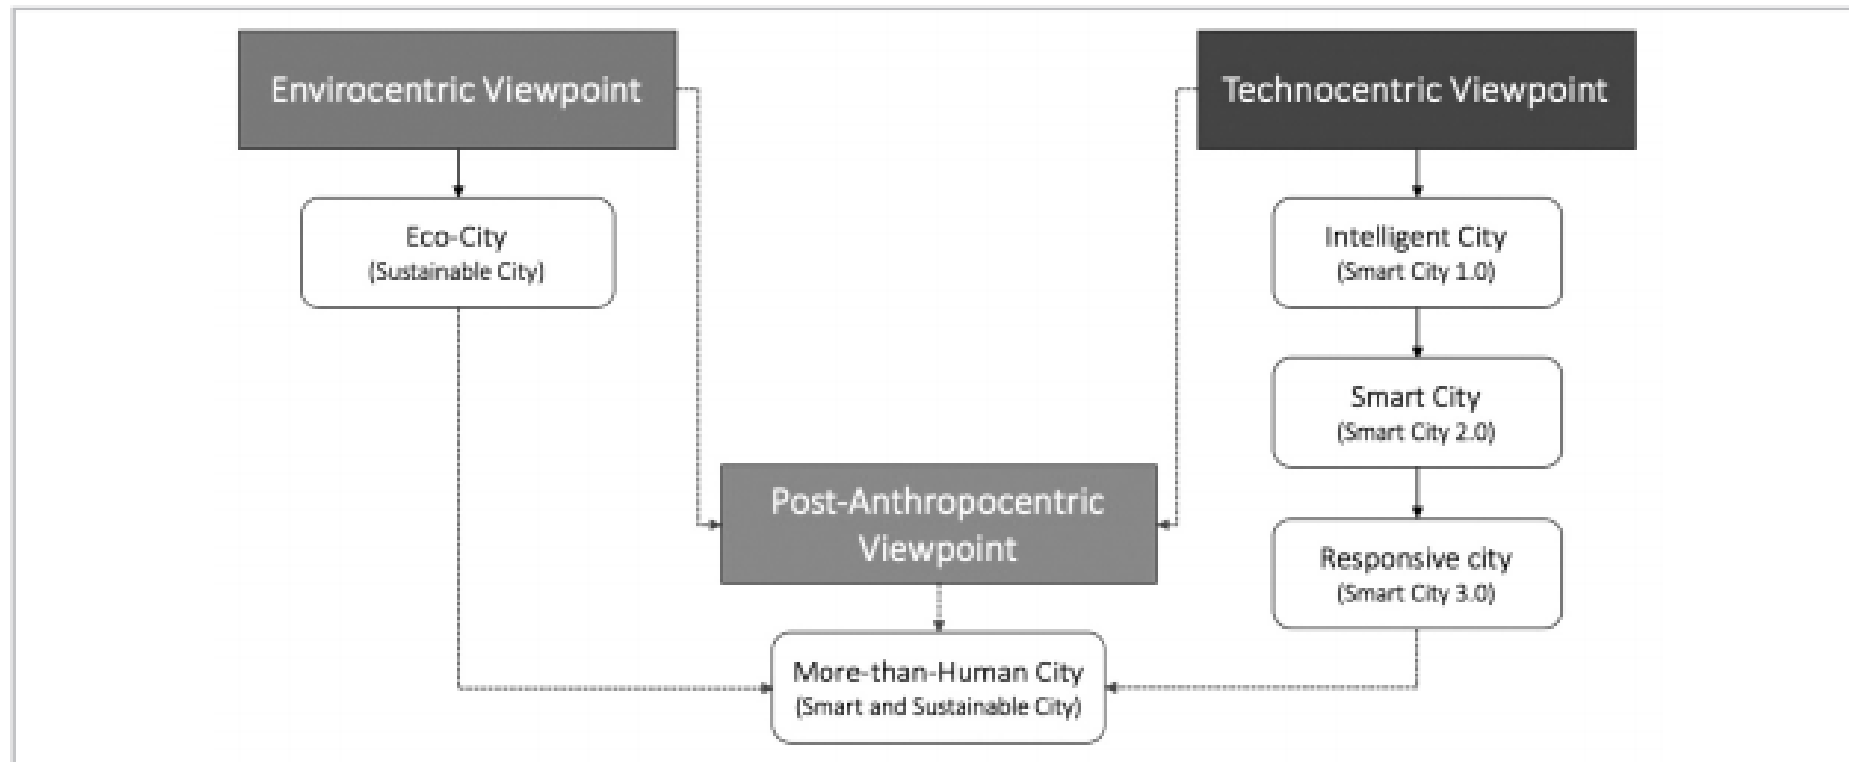 Envirocentric Viewpoint
Technocentric Viewpoint
Eco-City
(Sustainable City)
Intelligent City
(Smart City 1.0)
Smart City
(Smart City 2.0)
Post-Anthropocentric
Viewpoint
Responsive city
(Smart City 3.0)
More-than-Human City
(Smart and Sustainable City)